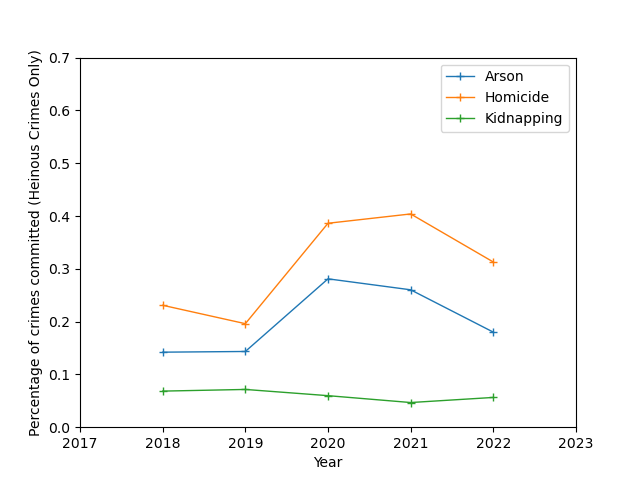 Arson
Homicide
Kidnapping
Percentage of crimes committed (Heinous Crimes Only)
0.7
0.6
0.5
0.4
0.3
0.2
0.1
0.0
2017 2018 2019 2020 2021 2022 2023
Year